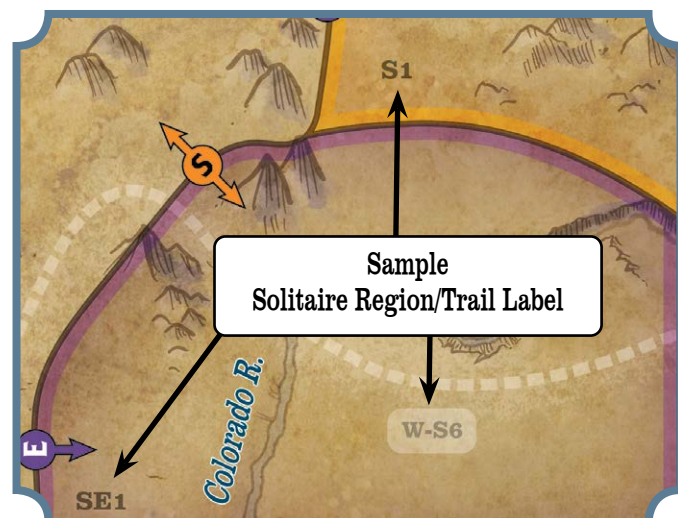 S1
S
Sample
Solitaire Region/Trail Label
Colorado R.
W-S6
E
SE1